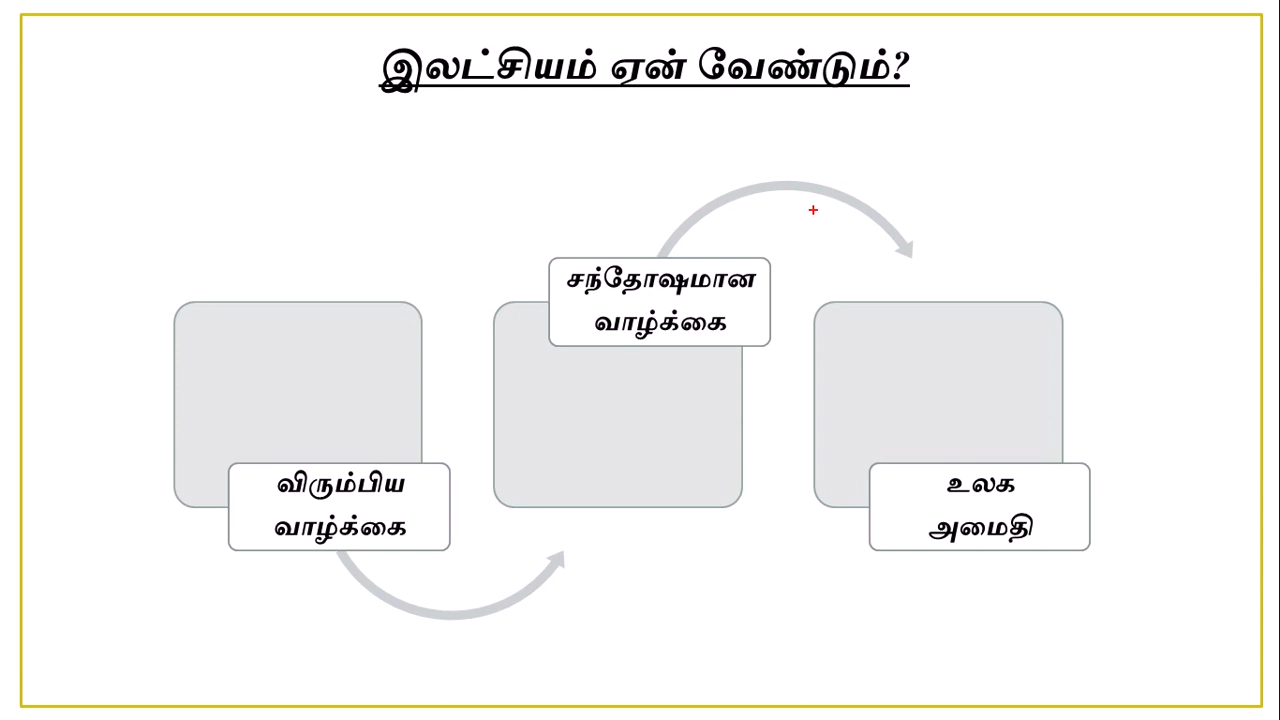 இலட்சியம் ஏன் வேண்டும்?
விரும்பிய
வாழ்க்கை
சந்தோஷமான
வாழ்க்கை
உலக
அமைதி